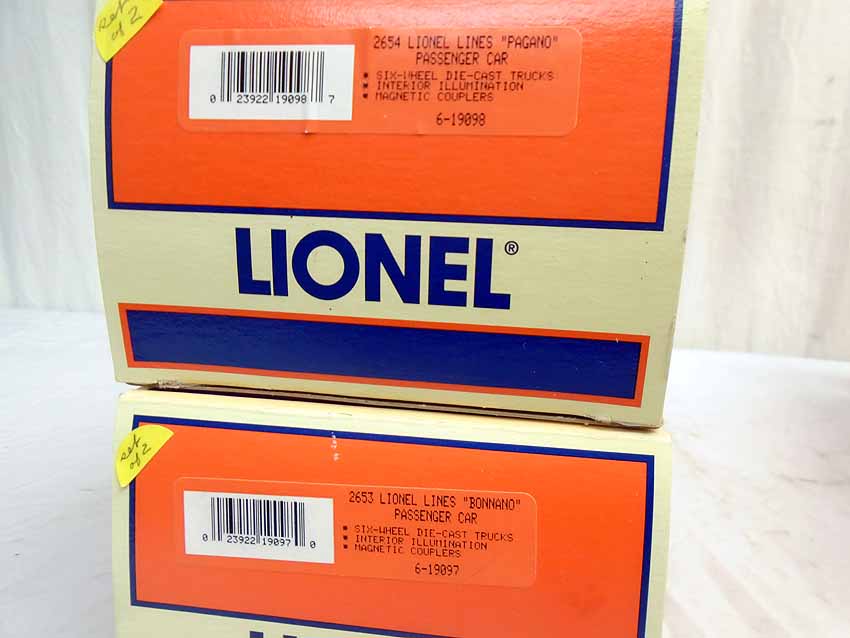 set
of 2
2654 LIONEL LINES "PAGANO"
PASSENGER CAR
SIX-WHEEL DIE-CAST TRUCKS
INTERIOR ILLUMINATION
MAGNETIC COUPLERS
6-19098
0 23922 19098 7
LIONEL®
set
of 2
2653 LIONEL LINES "BONNANO"
PASSENGER CAR
SIX-WHEEL DIE-CAST TRUCKS
INTERIOR ILLUMINATION
MAGNETIC COUPLERS
6-19097
0 23922 19097 0